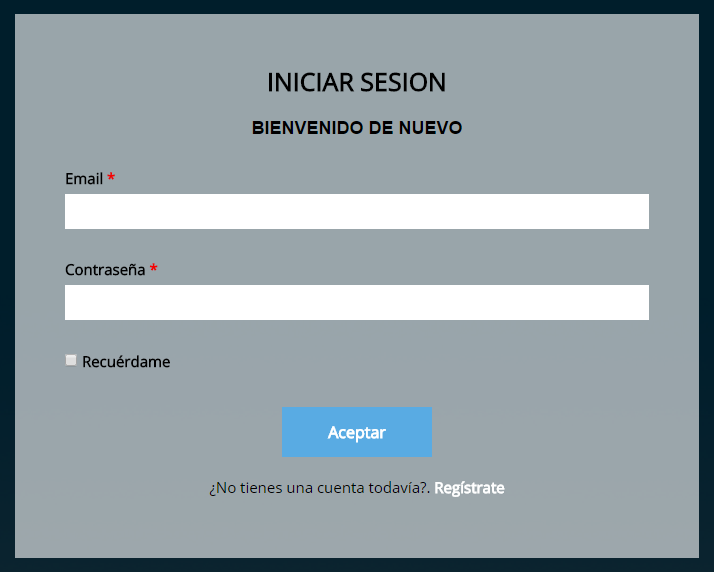 INICIAR SESION
BIENVENIDO DE NUEVO
Email *
Contraseña *
Recuérdame
Aceptar
¿No tienes una cuenta todavía?. Regístrate